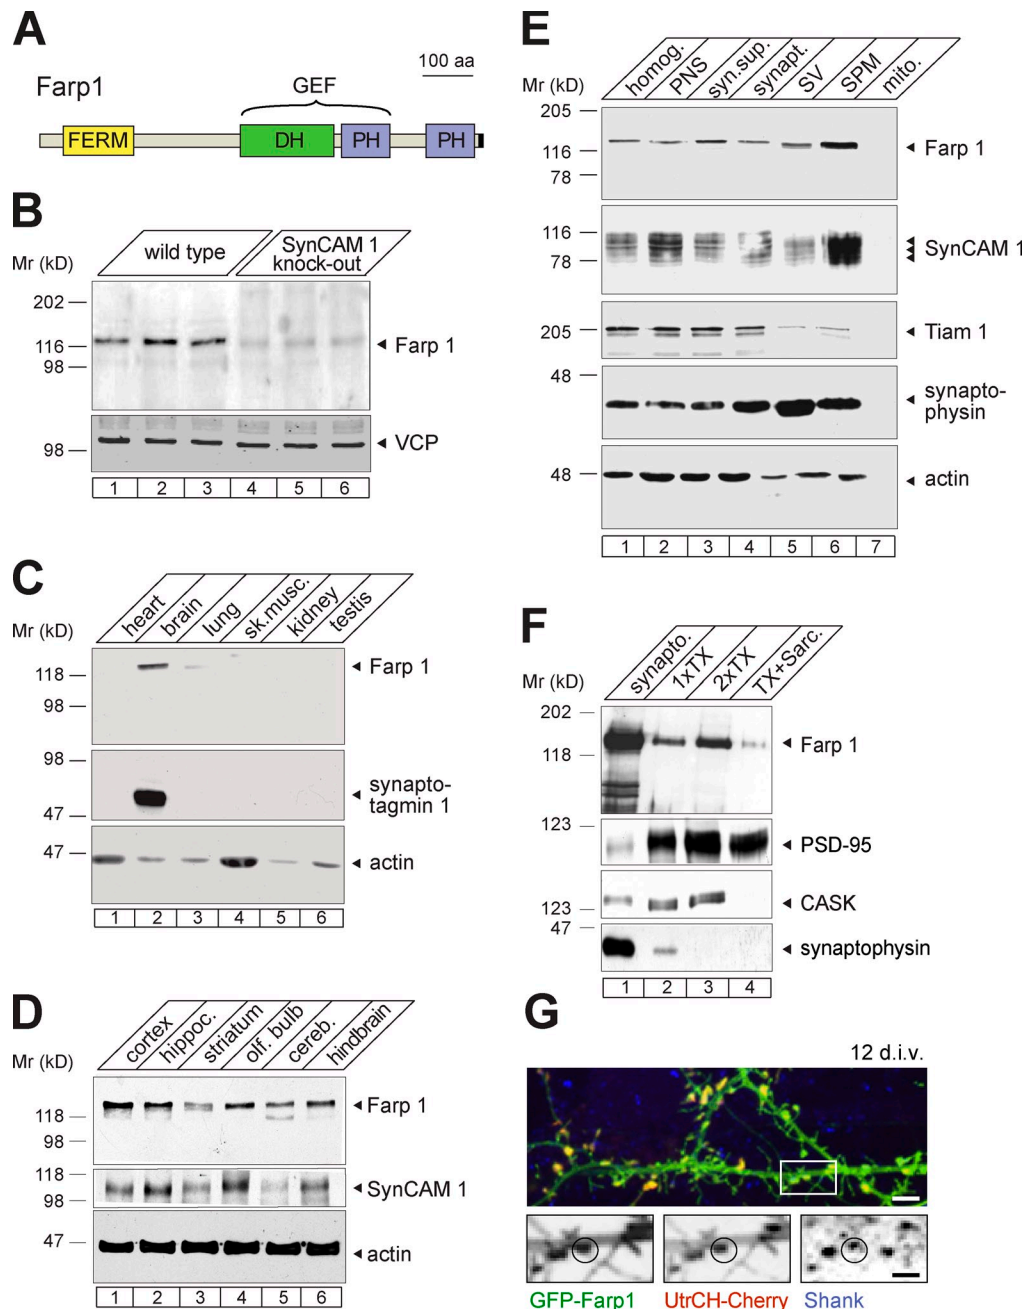 A
100 aa
Farp1
GEF
FERM
DH
PH
PH
B
wild type
SynCAM 1
knock-out
Mr (kD)
202
116
98
Farp 1
98
VCP
1 2 3 4 5 6
C
heart
brain
lung
sk.musc.
kidney
testis
Mr (kD)
118
98
Farp 1
98
47
synapto-
tagmin 1
47
actin
1 2 3 4 5 6
D
cortex
hippoc.
striatum
olf. bulb
cereb.
hindbrain
Mr (kD)
118
98
Farp 1
118
98
SynCAM 1
47
actin
1 2 3 4 5 6
E
homog.
PNS
syn.sup.
synapt.
SV
SPM
mito.
Mr (kD)
205
116
78
Farp 1
116
78
SynCAM 1
205
Tiam 1
48
synapto-
physin
48
actin
1 2 3 4 5 6 7
F
synapto.
1xTX
2xTX
TX+Sarc.
Mr (kD)
202
118
Farp 1
123
PSD-95
123
CASK
47
synaptophysin
1 2 3 4
G
12 d.i.v.
GFP-Farp1
UtrCH-Cherry
Shank